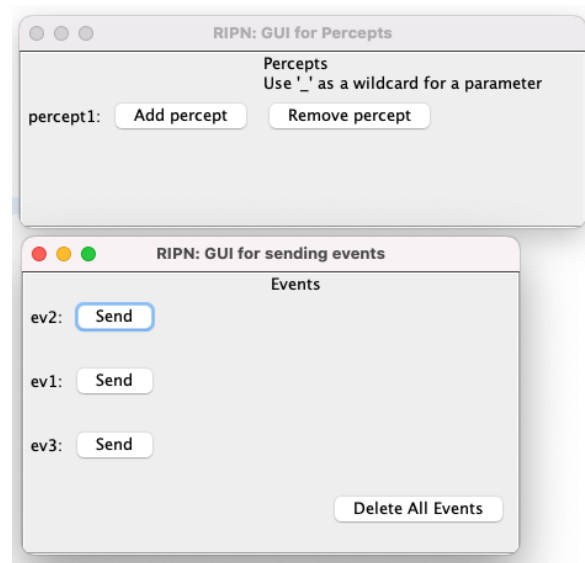 RIPN: GUI for Percepts
Percepts
Use '_' as a wildcard for a parameter
percept1: Add percept Remove percept
RIPN: GUI for sending events
Events
ev2: Send
ev1: Send
ev3: Send
Delete All Events